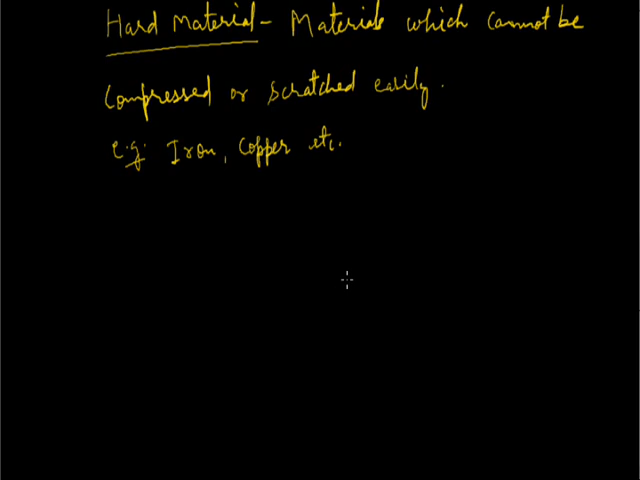 Hard Material - Materials which cannot be
compressed or scratched easily.
e.g. Iron, Copper etc.